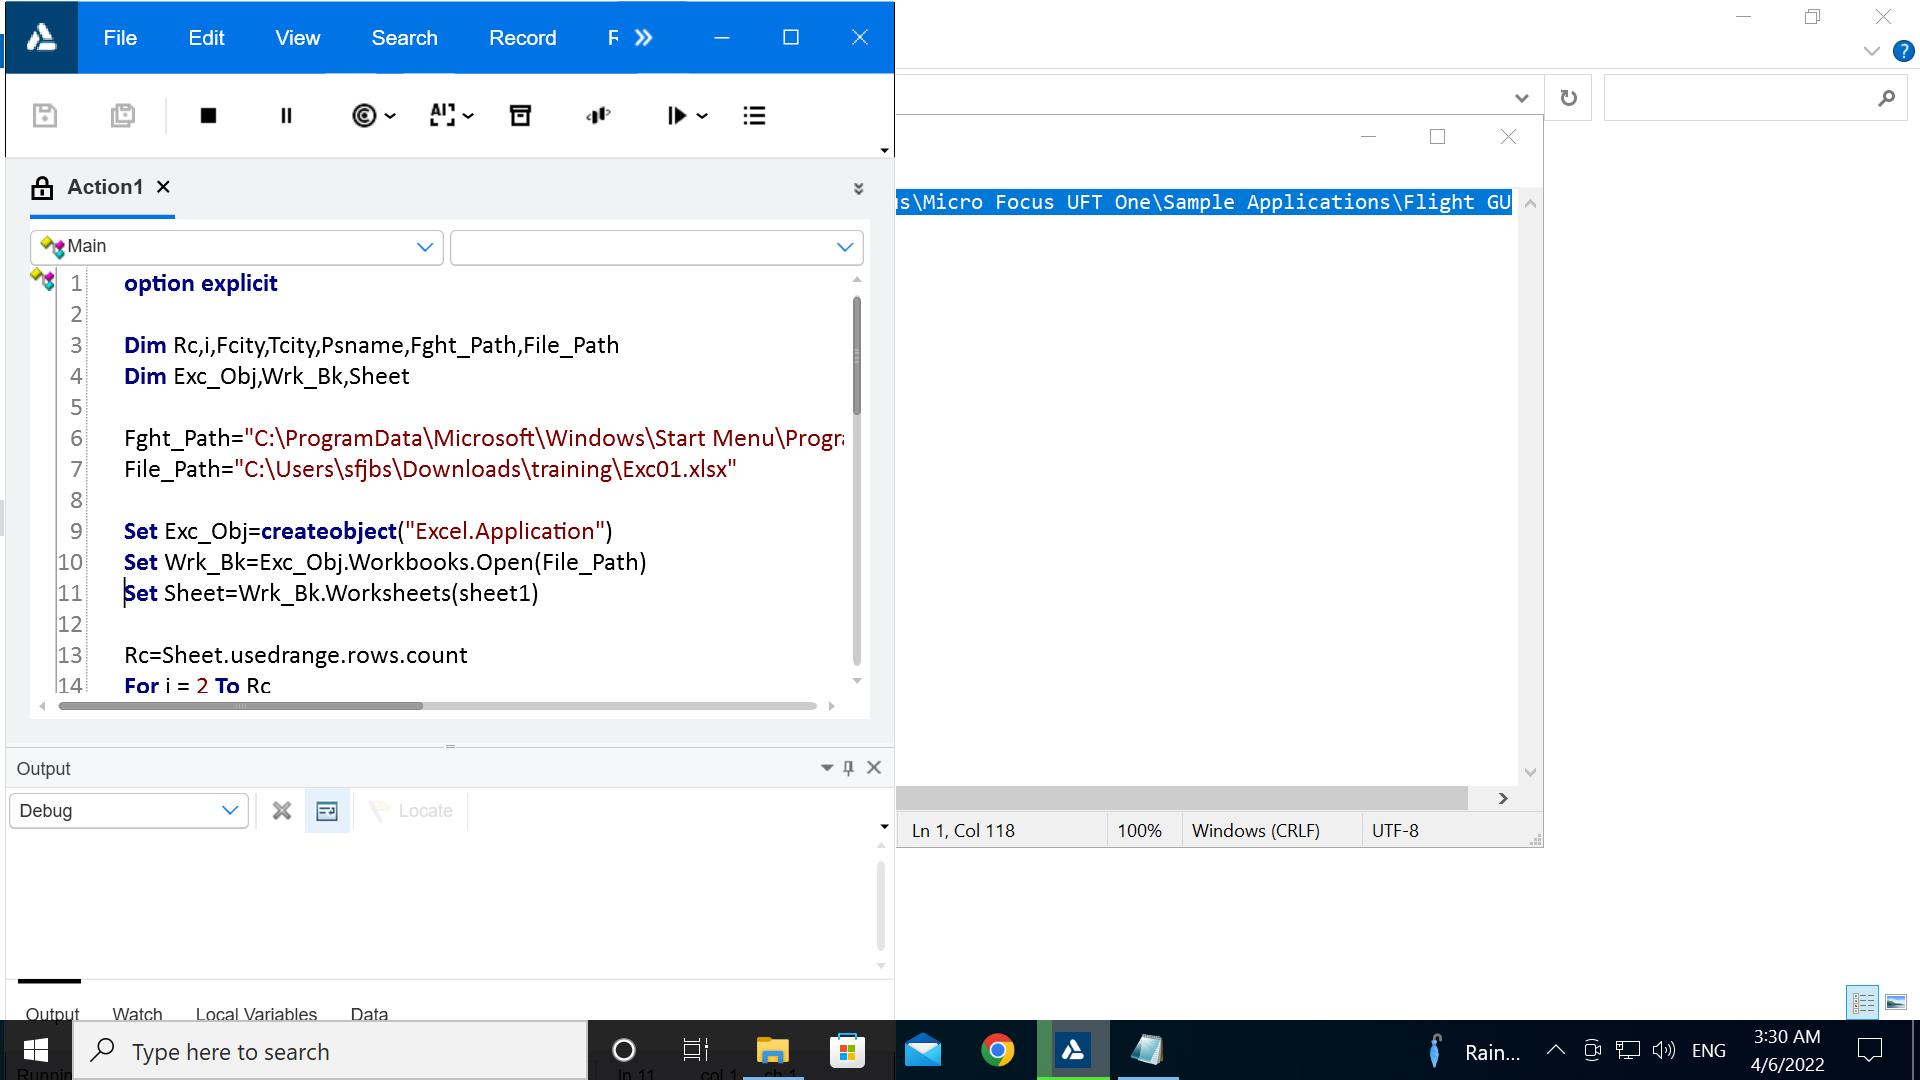 File Edit View Search Record
Action1
Main
1 option explicit
2
3 Dim Rc,i,Fcity,Tcity,Psname,Fght_Path,File_Path
4 Dim Exc_Obj,Wrk_Bk,Sheet
5
6 Fght_Path="C:\ProgramData\Microsoft\Windows\Start Menu\Progra
7 File_Path="C:\Users\sfjbs\Downloads\training\Exc01.xlsx"
8
9 Set Exc_Obj=createobject("Excel.Application")
10 Set Wrk_Bk=Exc_Obj.Workbooks.Open(File_Path)
11 Set Sheet=Wrk_Bk.Worksheets(sheet1)
12
13 Rc=Sheet.usedrange.rows.count
14 For i = 2 To Rc
Output
Debug Locate
Output Watch Local Variables Data
s\Micro Focus UFT One\Sample Applications\Flight GU
Ln 1, Col 118 100% Windows (CRLF) UTF-8
Type here to search
Rain... ENG
3:30 AM
4/6/2022